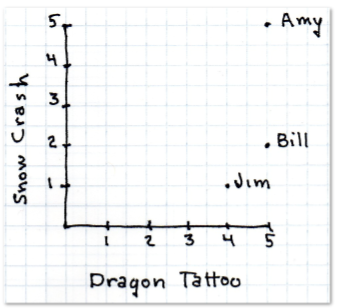 5
Amy
4
Snow Crash
3
2
Bill
1
Jim
1 2 3 4 5
Dragon Tattoo